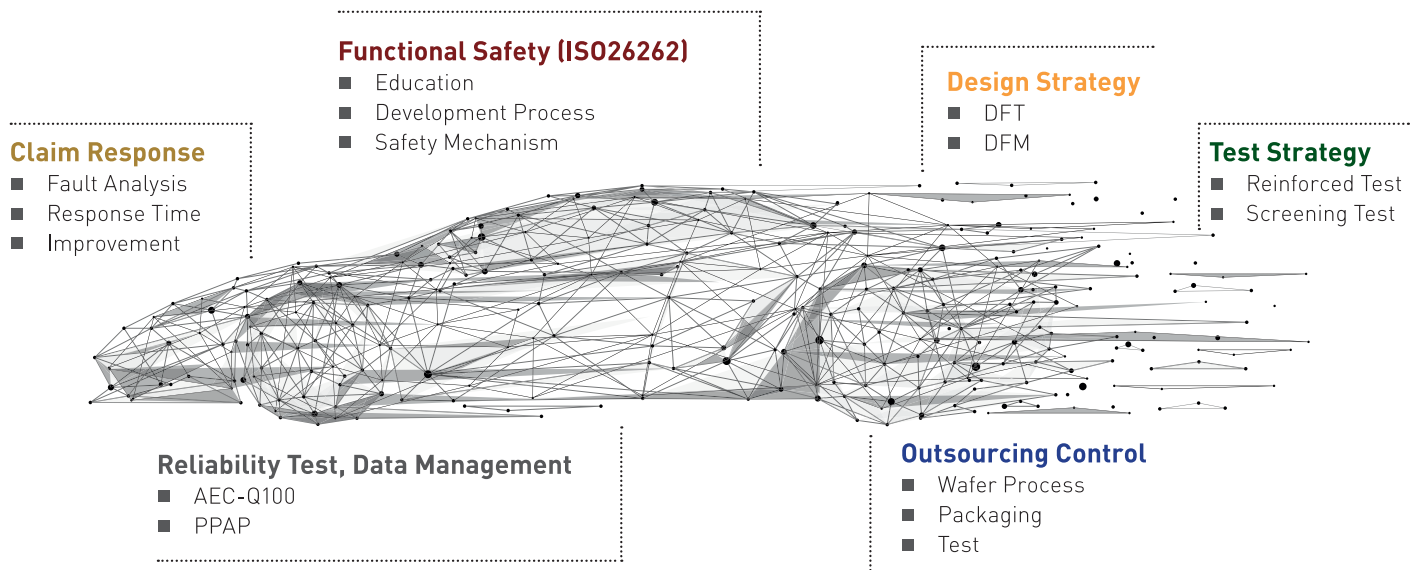 Functional Safety (ISO26262)
Education
Development Process
Safety Mechanism
Design Strategy
DFT
DFM
Claim Response
Fault Analysis
Response Time
Improvement
Test Strategy
Reinforced Test
Screening Test
Reliability Test, Data Management
AEC-Q100
PPAP
Outsourcing Control
Wafer Process
Packaging
Test